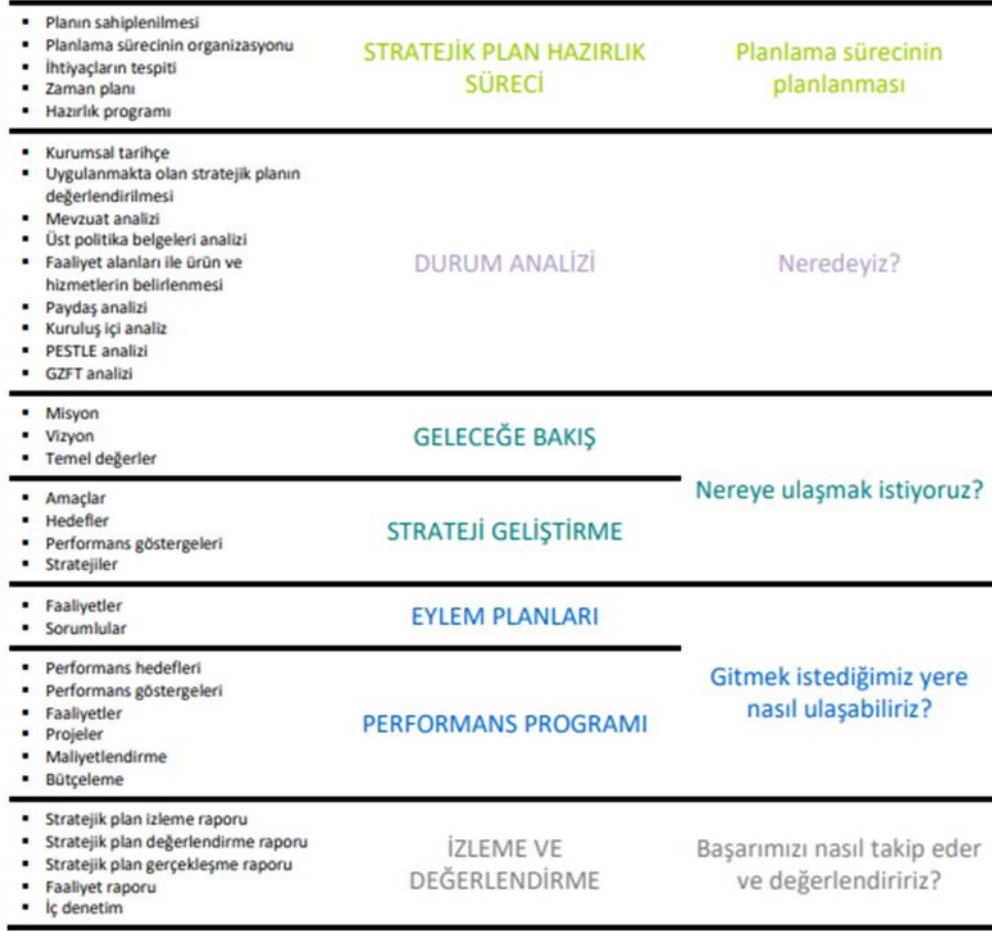 ▪ Planın sahiplenilmesi
▪ Planlama sürecinin organizasyonu
▪ İhtiyaçların tespiti
▪ Zaman planı
▪ Hazırlık programı
STRATEJİK PLAN HAZIRLIK
SÜRECİ
Planlama sürecinin
planlanması
▪ Kurumsal tarihçe
▪ Uygulanmakta olan stratejik planın
değerlendirilmesi
▪ Mevzuat analizi
▪ Üst politika belgeleri analizi
▪ Faaliyet alanları ile ürün ve
hizmetlerin belirlenmesi
▪ Paydaş analizi
▪ Kuruluş içi analiz
▪ PESTLE analizi
▪ GZFT analizi
DURUM ANALİZİ
Neredeyiz?
▪ Misyon
▪ Vizyon
▪ Temel değerler
GELECEĞE BAKIŞ
▪ Amaçlar
▪ Hedefler
▪ Performans göstergeleri
▪ Stratejiler
STRATEJİ GELİŞTİRME
Nereye ulaşmak istiyoruz?
▪ Faaliyetler
▪ Sorumlular
EYLEM PLANLARI
▪ Performans hedefleri
▪ Performans göstergeleri
▪ Faaliyetler
▪ Projeler
▪ Maliyetlendirme
▪ Bütçeleme
PERFORMANS PROGRAMI
Gitmek istediğimiz yere
nasıl ulaşabiliriz?
▪ Stratejik plan izleme raporu
▪ Stratejik plan değerlendirme raporu
▪ Stratejik plan gerçekleşme raporu
▪ Faaliyet raporu
▪ İç denetim
İZLEME VE
DEĞERLENDİRME
Başarımızı nasıl takip eder
ve değerlendiririz?